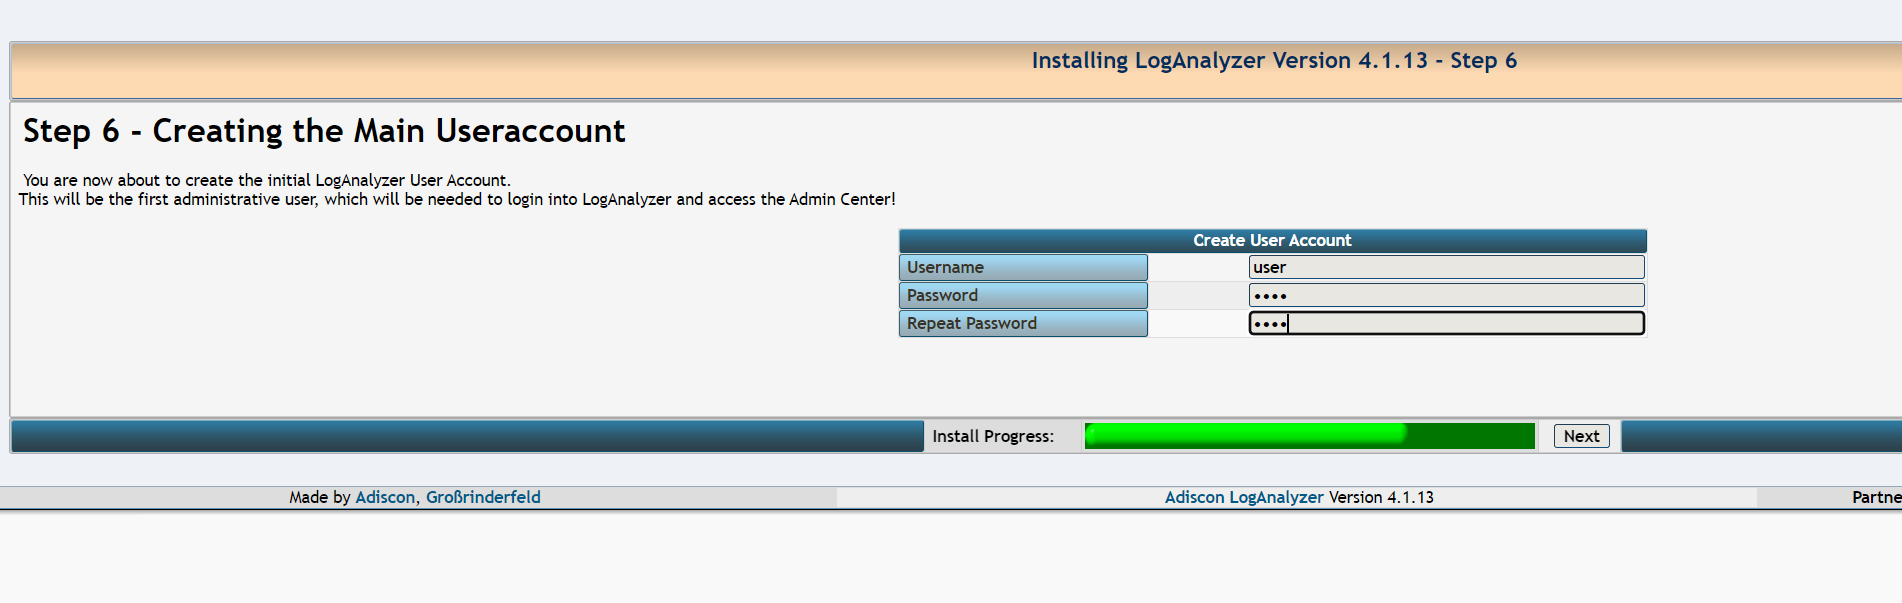 Installing LogAnalyzer Version 4.1.13 - Step 6
Step 6 - Creating the Main Useraccount
You are now about to create the initial LogAnalyzer User Account.
This will be the first administrative user, which will be needed to login into LogAnalyzer and access the Admin Center!
Create User Account
Username user
Password ••••
Repeat Password ••••
Install Progress: Next
Made by Adiscon, Großrinderfeld Adiscon LogAnalyzer Version 4.1.13 Partne